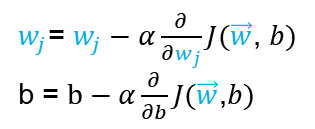 wⱼ = wⱼ − α ∂/∂wⱼ J(w⃗, b)
b = b − α ∂/∂b J(w⃗,b)